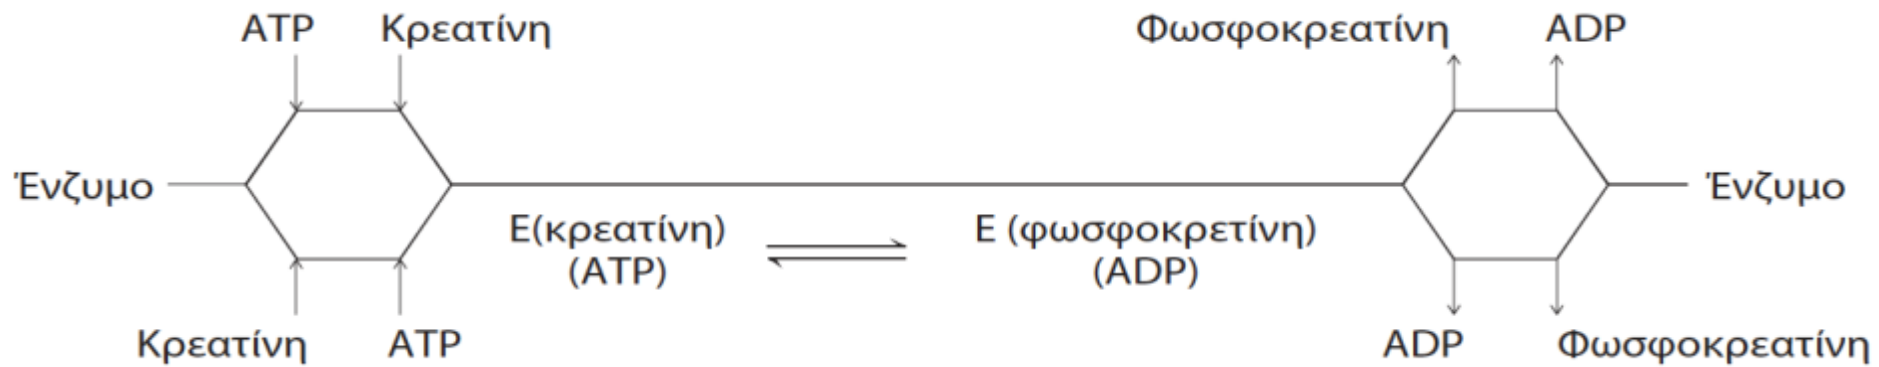 ATP Κρεατίνη Φωσφοκρεατίνη ADP
Ένζυμο Ένζυμο
Ε(κρεατίνη) Ε (φωσφοκρετίνη)
(ATP) (ADP)
Κρεατίνη ATP ADP Φωσφοκρεατίνη